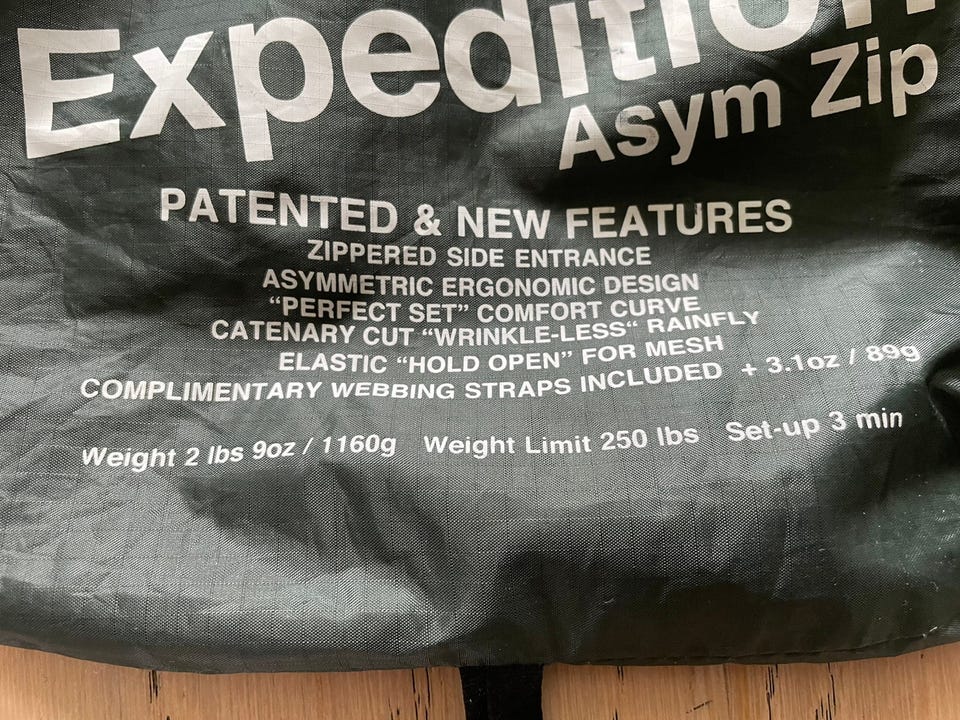 Expedition
Asym Zip
PATENTED & NEW FEATURES
ZIPPERED SIDE ENTRANCE
ASYMMETRIC ERGONOMIC DESIGN
“PERFECT SET” COMFORT CURVE
CATENARY CUT “WRINKLE-LESS“ RAINFLY
ELASTIC “HOLD OPEN” FOR MESH
COMPLIMENTARY WEBBING STRAPS INCLUDED + 3.1oz / 89g
Weight 2 lbs 9oz / 1160g Weight Limit 250 lbs Set-up 3 min